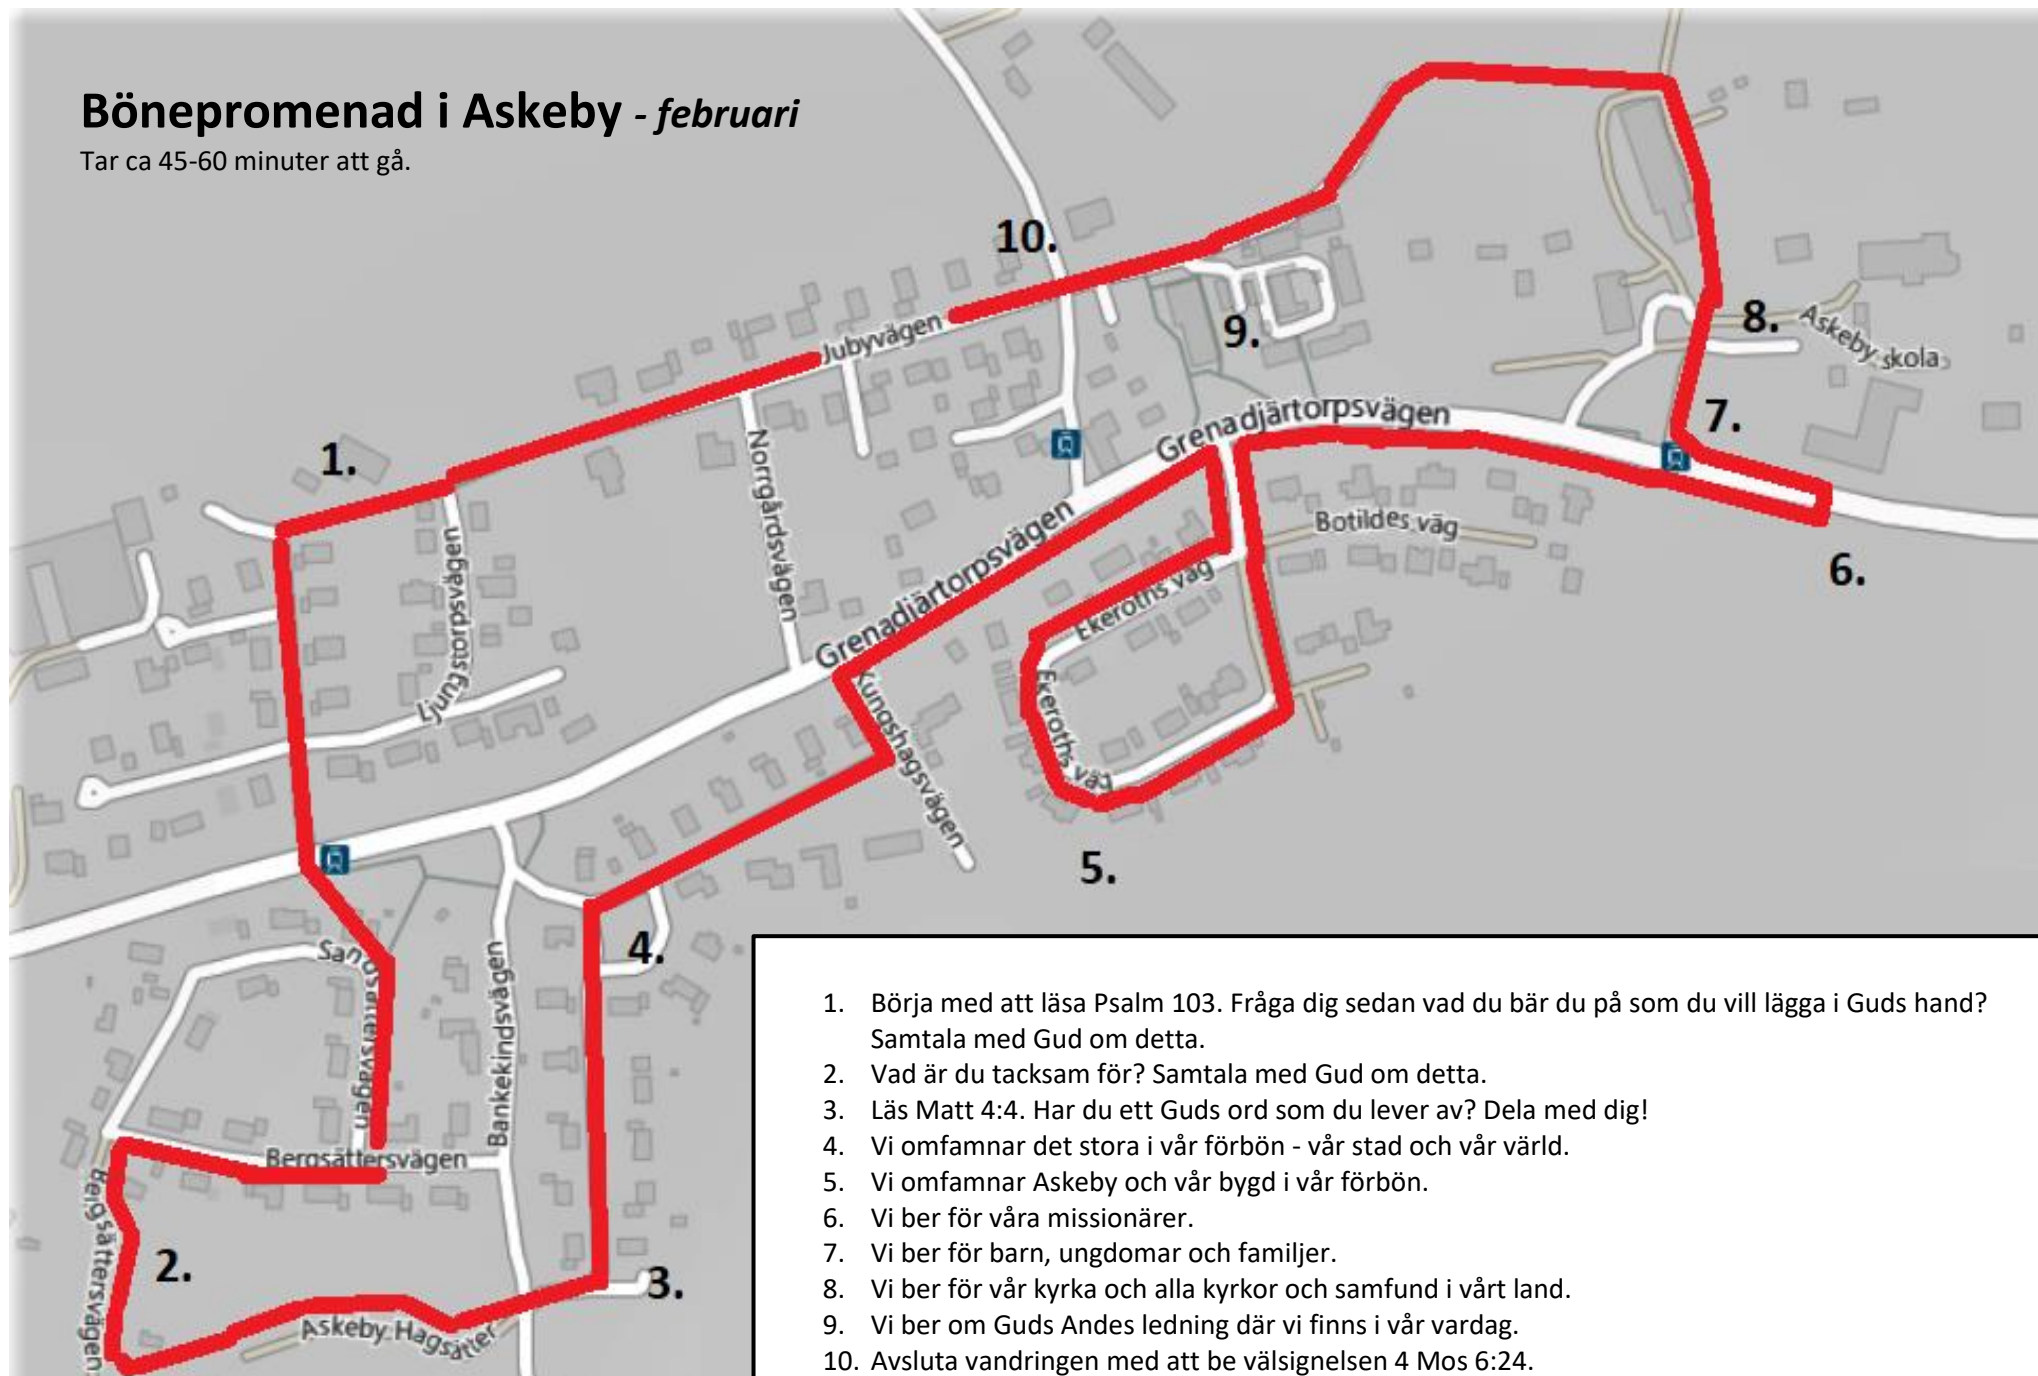 Bönepromenad i Askeby - februari
Tar ca 45-60 minuter att gå.
10.
Jubyvägen
9.
8.
Askeby skola
7.
Grenadjärtorpsvägen
1.
Norrgårdsvägen
Botildes väg
6.
Ljungstorpsvägen
Grenadjärtorpsvägen
Ekeroths väg
Kungshagsvägen
Ekeroths väg
5.
4.
Sandsättersvägen
Bankekindsvägen
Bergsättersvägen
Bergsättersvägen
2.
3.
Askeby Hagsätter
1. Börja med att läsa Psalm 103. Fråga dig sedan vad du bär du på som du vill lägga i Guds hand?
Samtala med Gud om detta.
2. Vad är du tacksam för? Samtala med Gud om detta.
3. Läs Matt 4:4. Har du ett Guds ord som du lever av? Dela med dig!
4. Vi omfamnar det stora i vår förbön - vår stad och vår värld.
5. Vi omfamnar Askeby och vår bygd i vår förbön.
6. Vi ber för våra missionärer.
7. Vi ber för barn, ungdomar och familjer.
8. Vi ber för vår kyrka och alla kyrkor och samfund i vårt land.
9. Vi ber om Guds Andes ledning där vi finns i vår vardag.
10. Avsluta vandringen med att be välsignelsen 4 Mos 6:24.